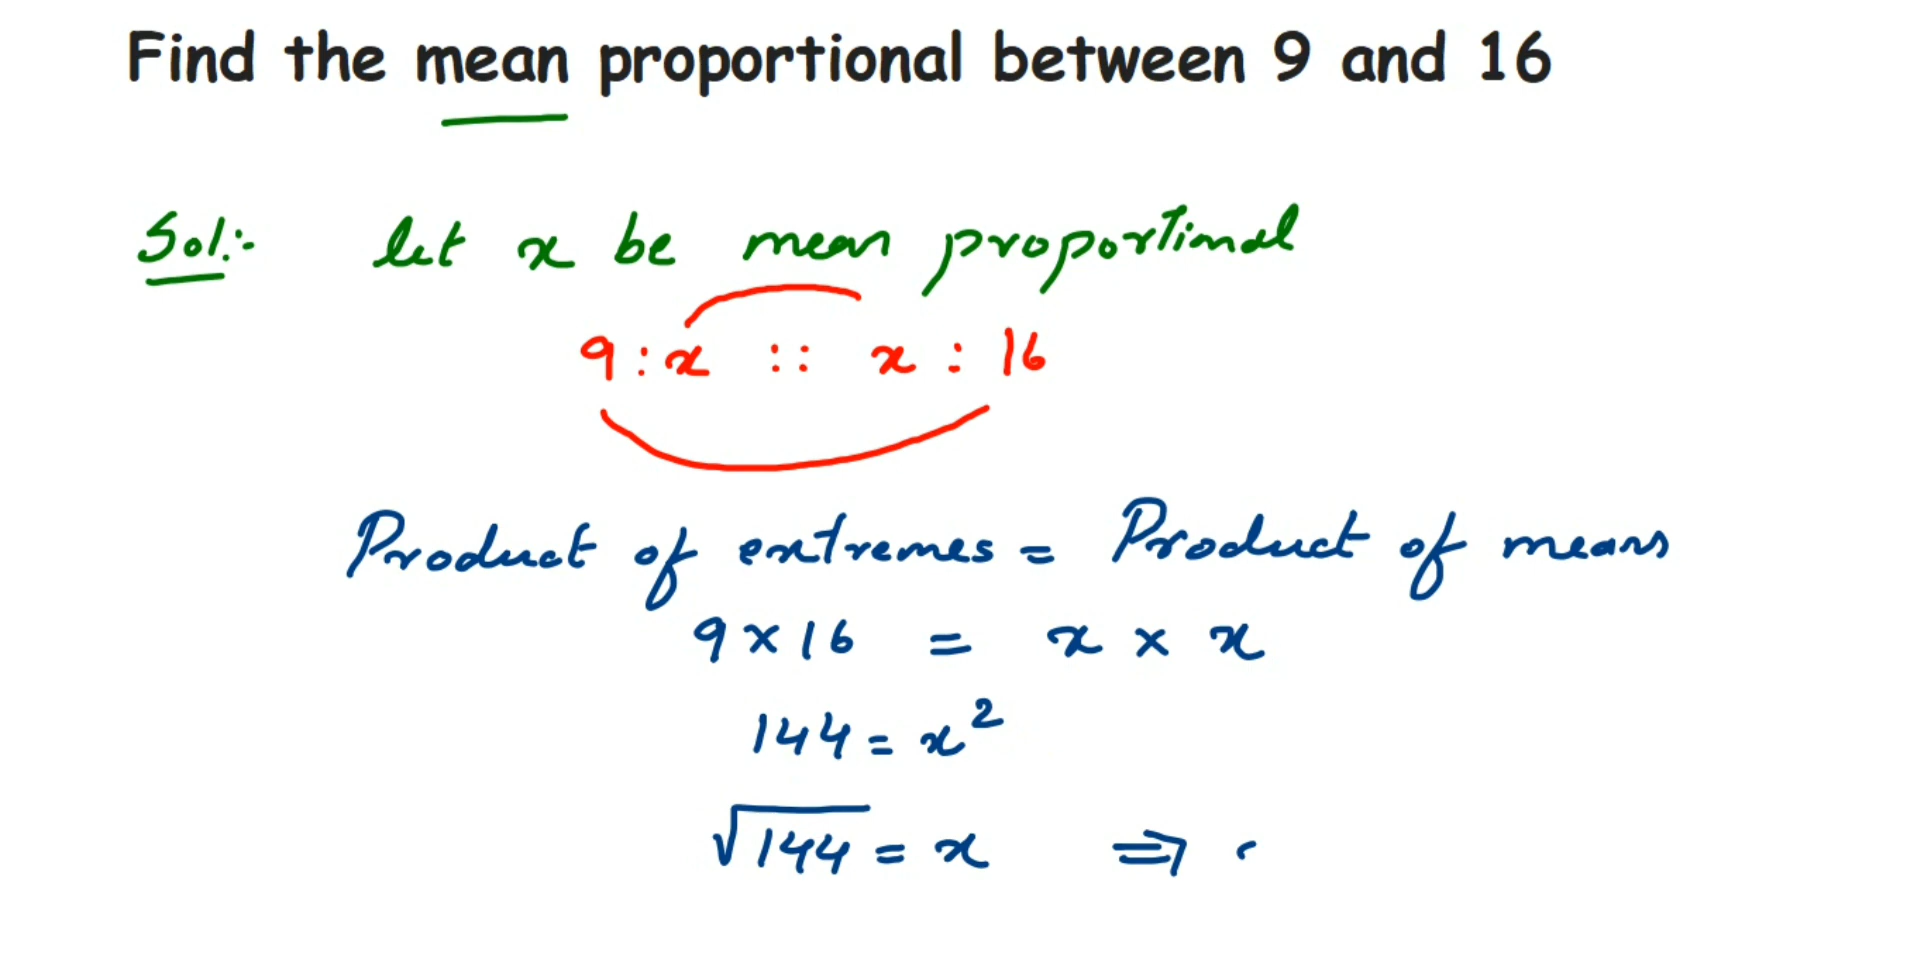 Find the mean proportional between 9 and 16
Sol:- let x be mean proportional
9 : x :: x : 16
Product of extremes = Product of means
9 × 16 = x × x
144 = x²
√144 = x ⇒